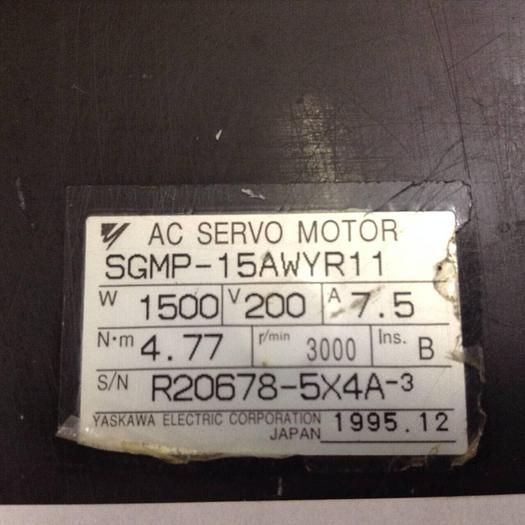 AC SERVO MOTOR
SGMP-15AWYR11
W 1500 V 200 A 7.5
N·m 4.77 r/min 3000 Ins. B
S/N R20678-5X4A-3
YASKAWA ELECTRIC CORPORATION
JAPAN 1995.12